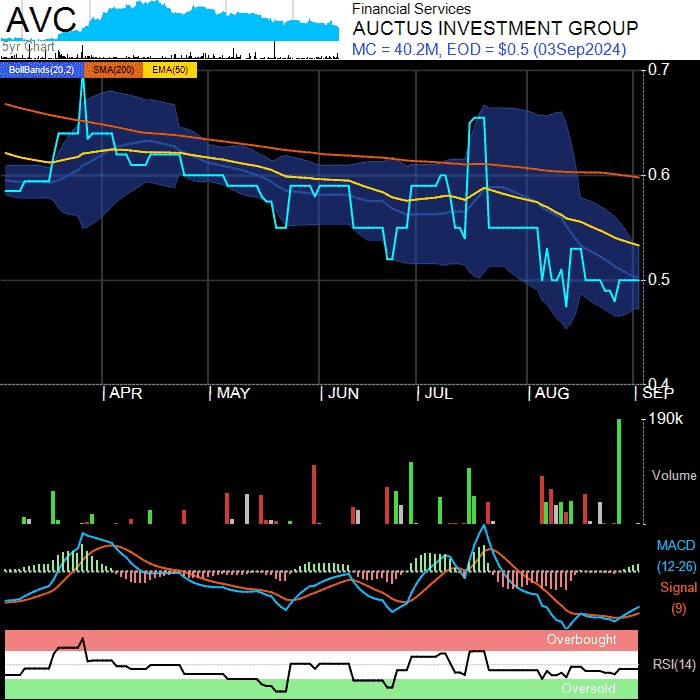 AVC
5yr Chart
Financial Services
AUCTUS INVESTMENT GROUP
MC = 40.2M, EOD = $0.5 (03Sep2024)
BollBands(20,2) SMA(200) EMA(50)
0.7
0.6
0.5
0.4
APR MAY JUN JUL AUG SEP
190k
Volume
MACD
(12-26)
Signal
(9)
Overbought
RSI(14)
Oversold